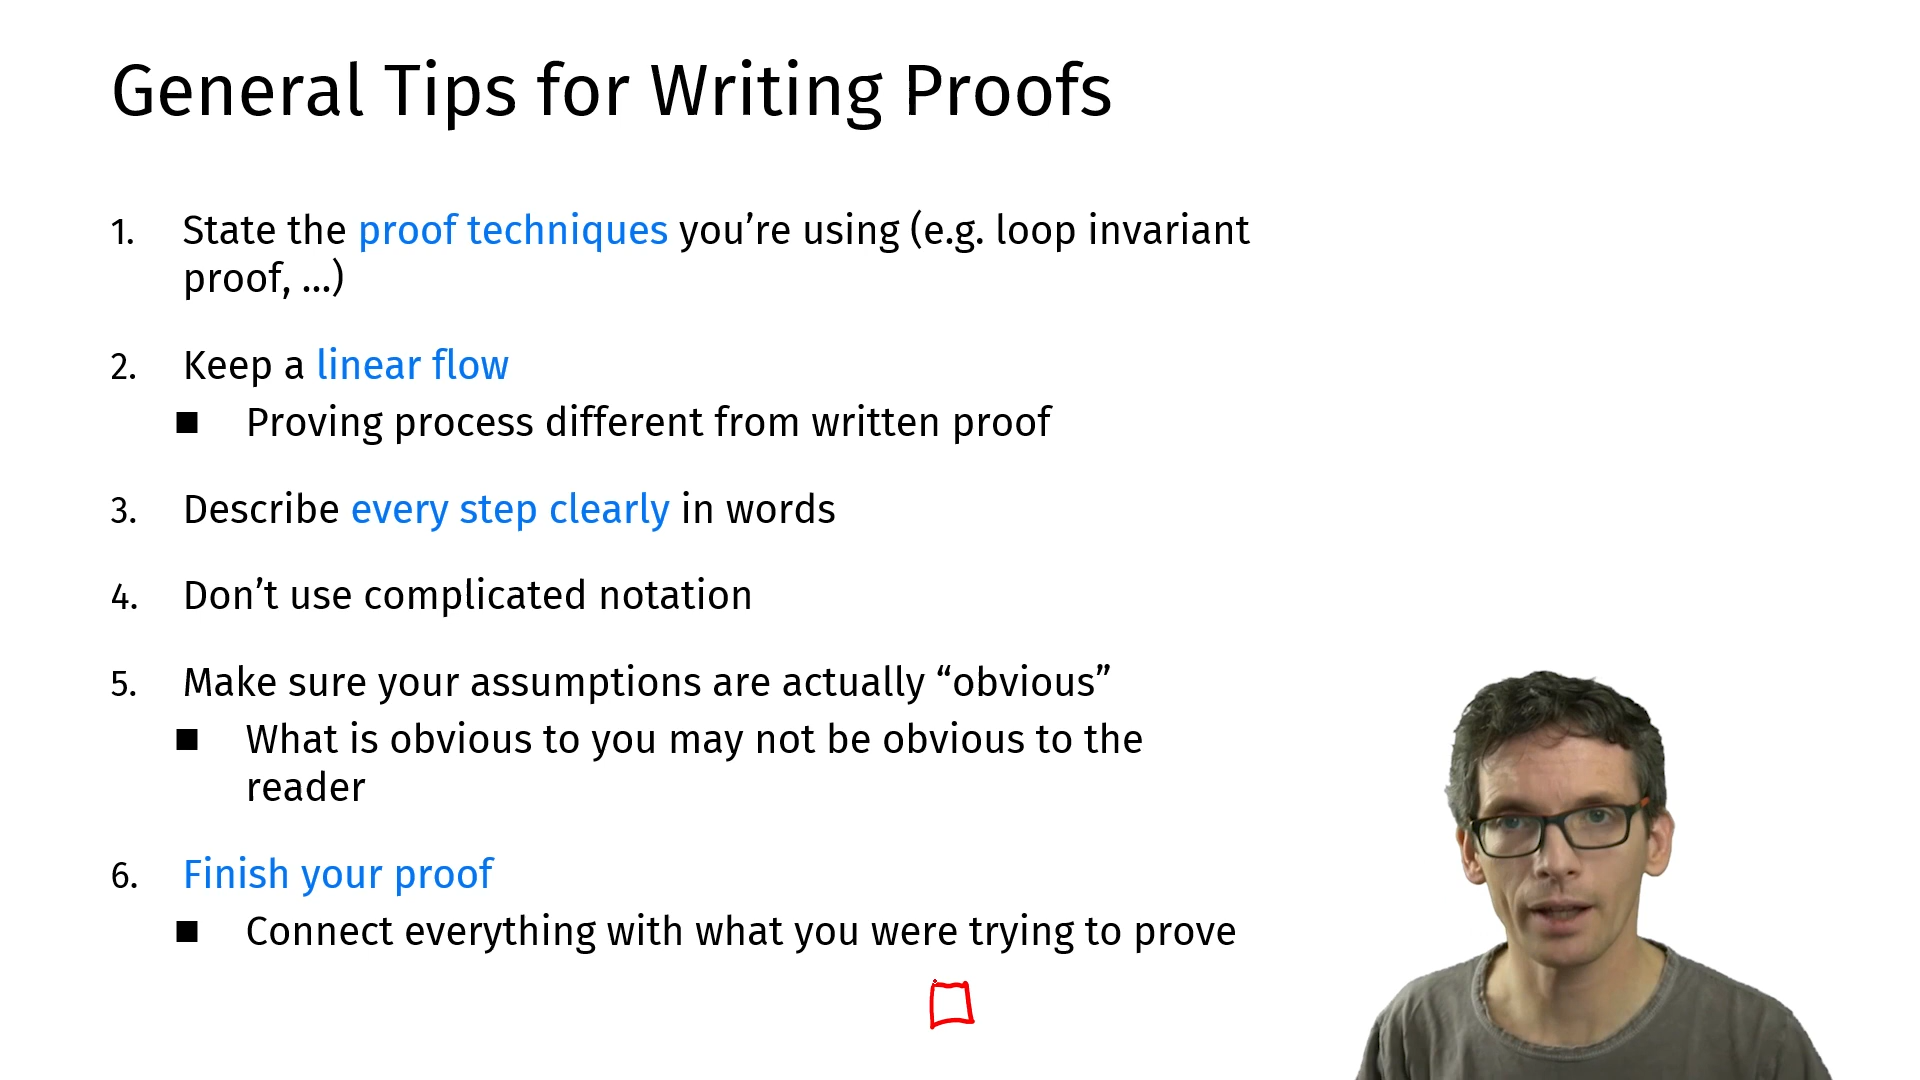 General Tips for Writing Proofs
1. State the proof techniques you’re using (e.g. loop invariant
proof, …)
2. Keep a linear flow
■ Proving process different from written proof
3. Describe every step clearly in words
4. Don’t use complicated notation
5. Make sure your assumptions are actually “obvious”
■ What is obvious to you may not be obvious to the
reader
6. Finish your proof
■ Connect everything with what you were trying to prove